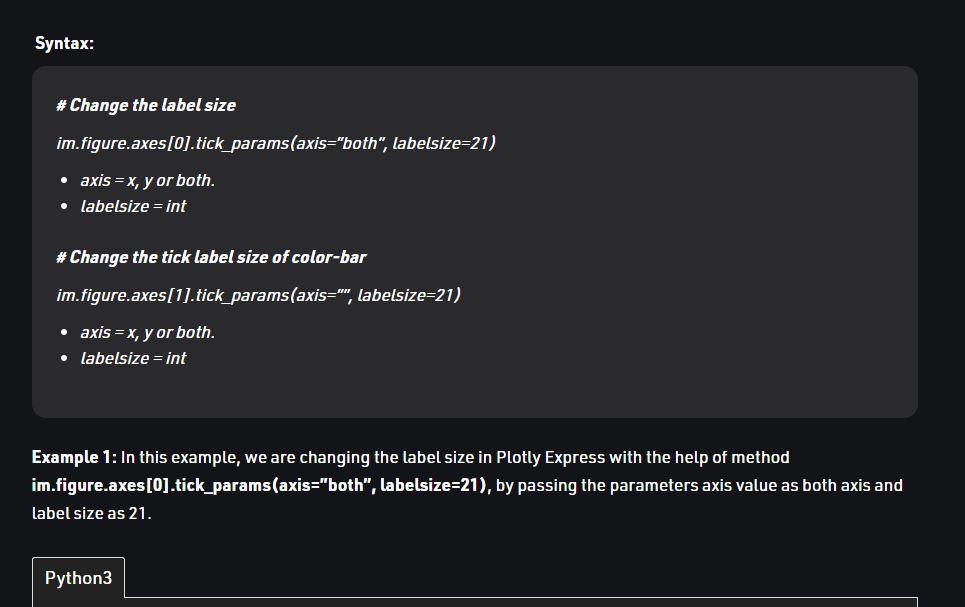 Syntax:
# Change the label size
im.figure.axes[0].tick_params(axis=”both”, labelsize=21)
• axis = x, y or both.
• labelsize = int
# Change the tick label size of color-bar
im.figure.axes[1].tick_params(axis=””, labelsize=21)
• axis = x, y or both.
• labelsize = int
Example 1: In this example, we are changing the label size in Plotly Express with the help of method
im.figure.axes[0].tick_params(axis=”both”, labelsize=21), by passing the parameters axis value as both axis and
label size as 21.
Python3